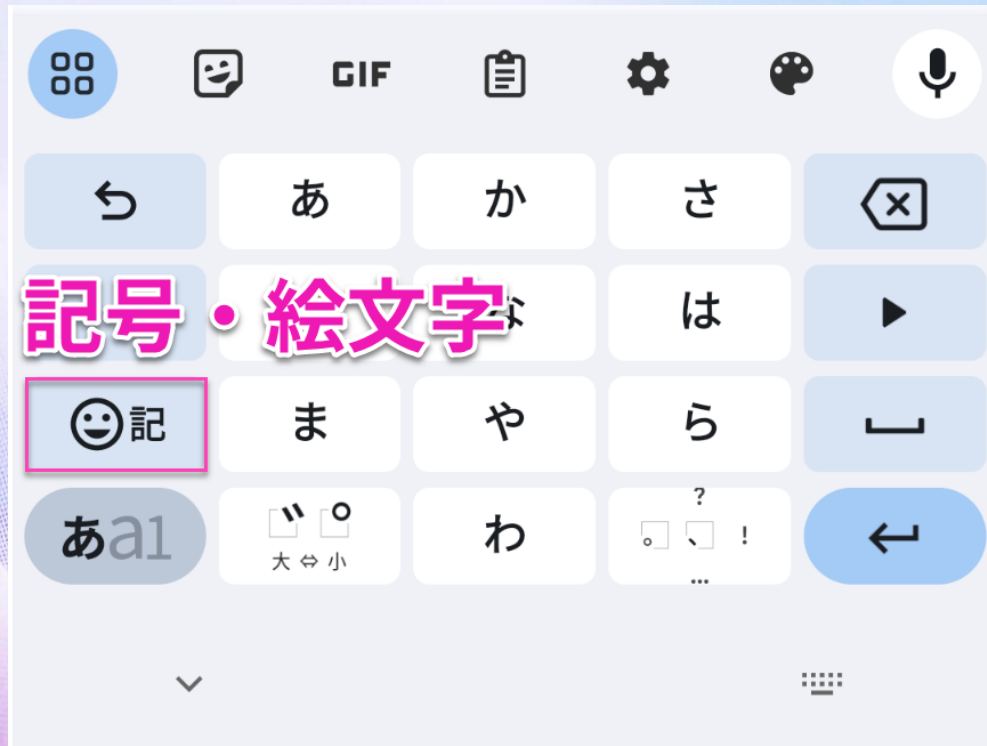 GIF
あ か さ
記号・絵文字 は
記 ま や ら
あa1 大⇔小 わ 。、?!…